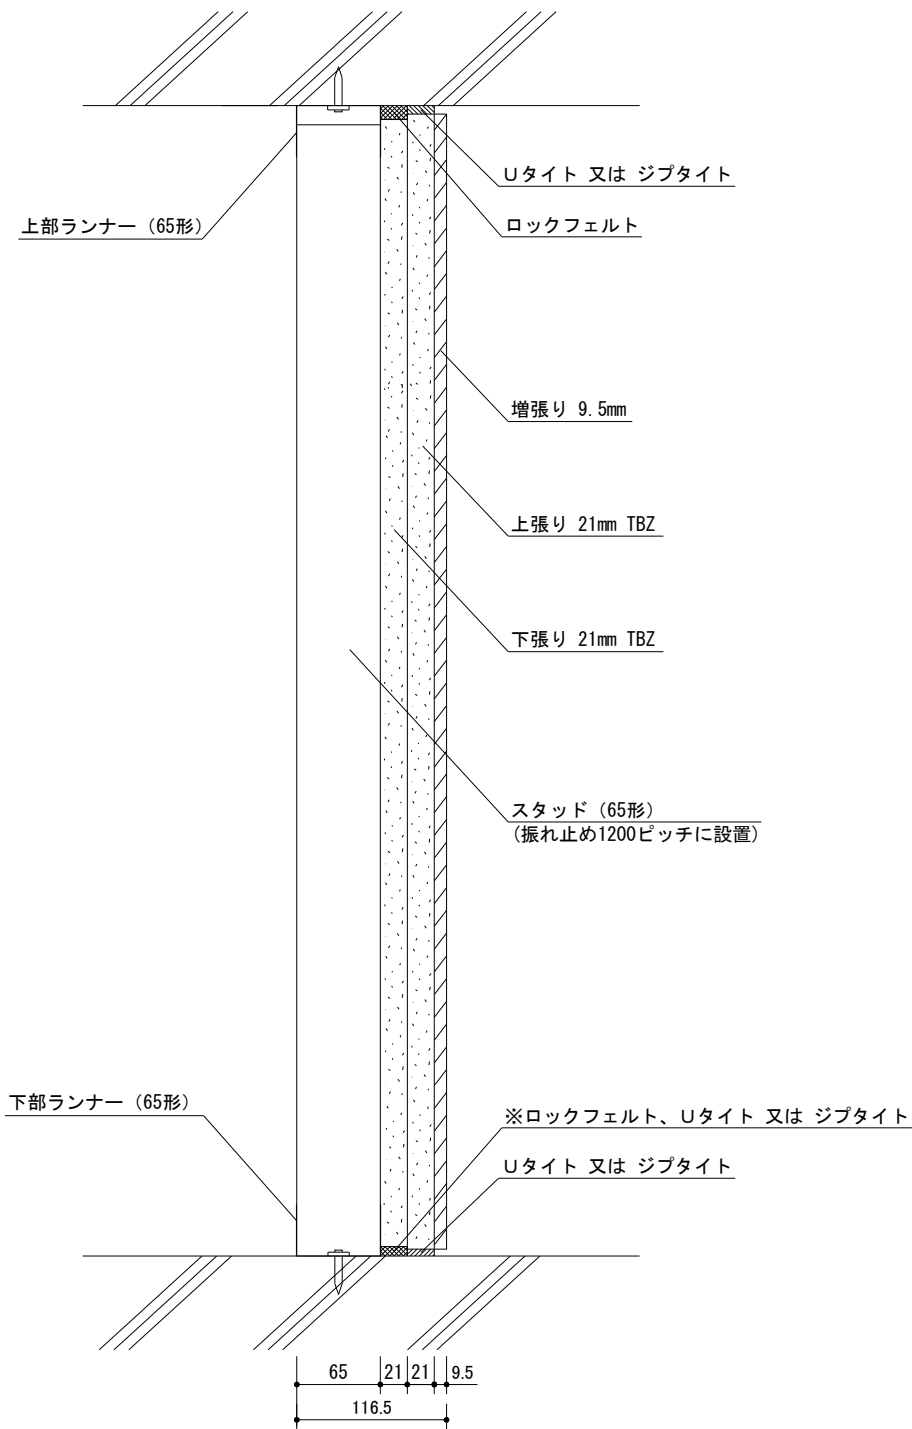 Uタイト 又は ジプタイト
上部ランナー（65形）
ロックフェルト
増張り 9.5mm
上張り 21mm TBZ
下張り 21mm TBZ
スタッド（65形）
（振れ止め1200ピッチに設置）
下部ランナー（65形）
※ロックフェルト、Uタイト 又は ジプタイト
Uタイト 又は ジプタイト
65 21 21 9.5
116.5